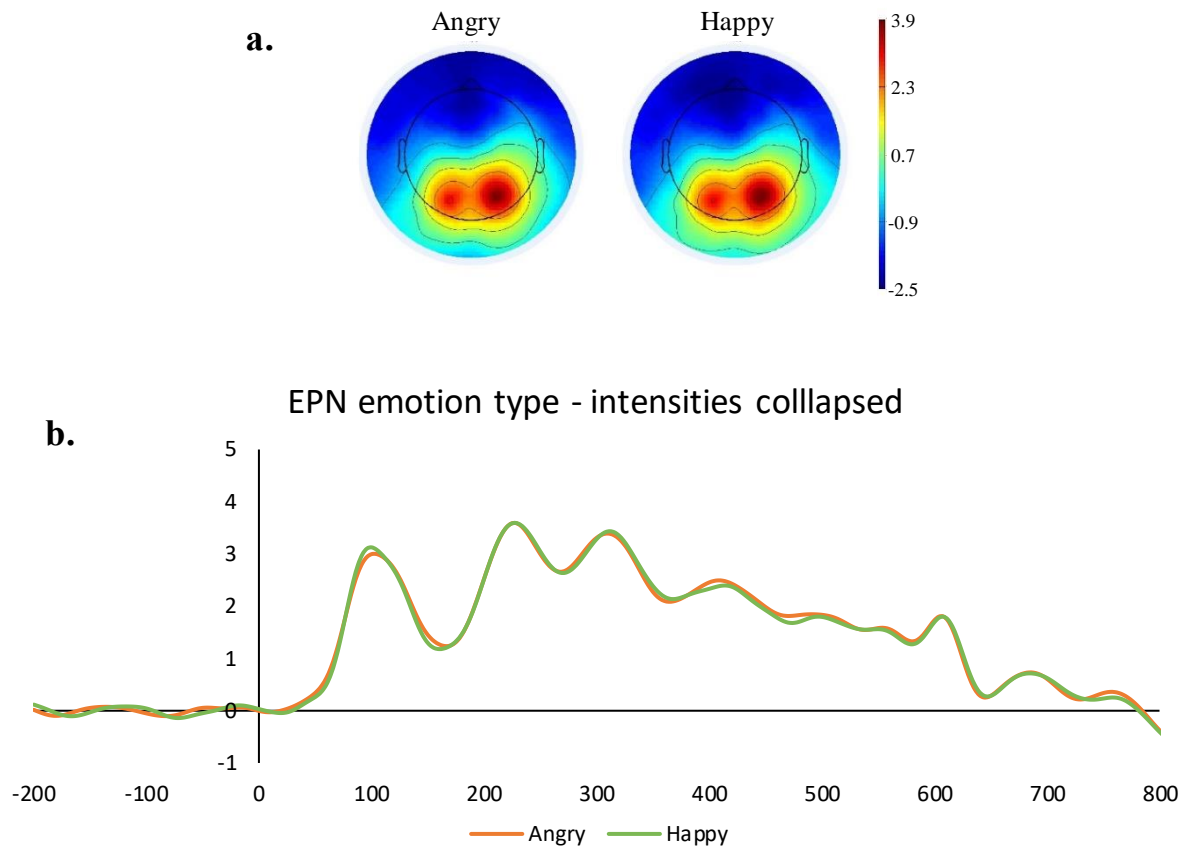 a.
Angry
Happy
3.9
2.3
0.7
-0.9
-2.5
EPN emotion type - intensities colllapsed
b.
5
4
3
2
1
0
-1
-200 -100 0 100 200 300 400 500 600 700 800
Angry Happy